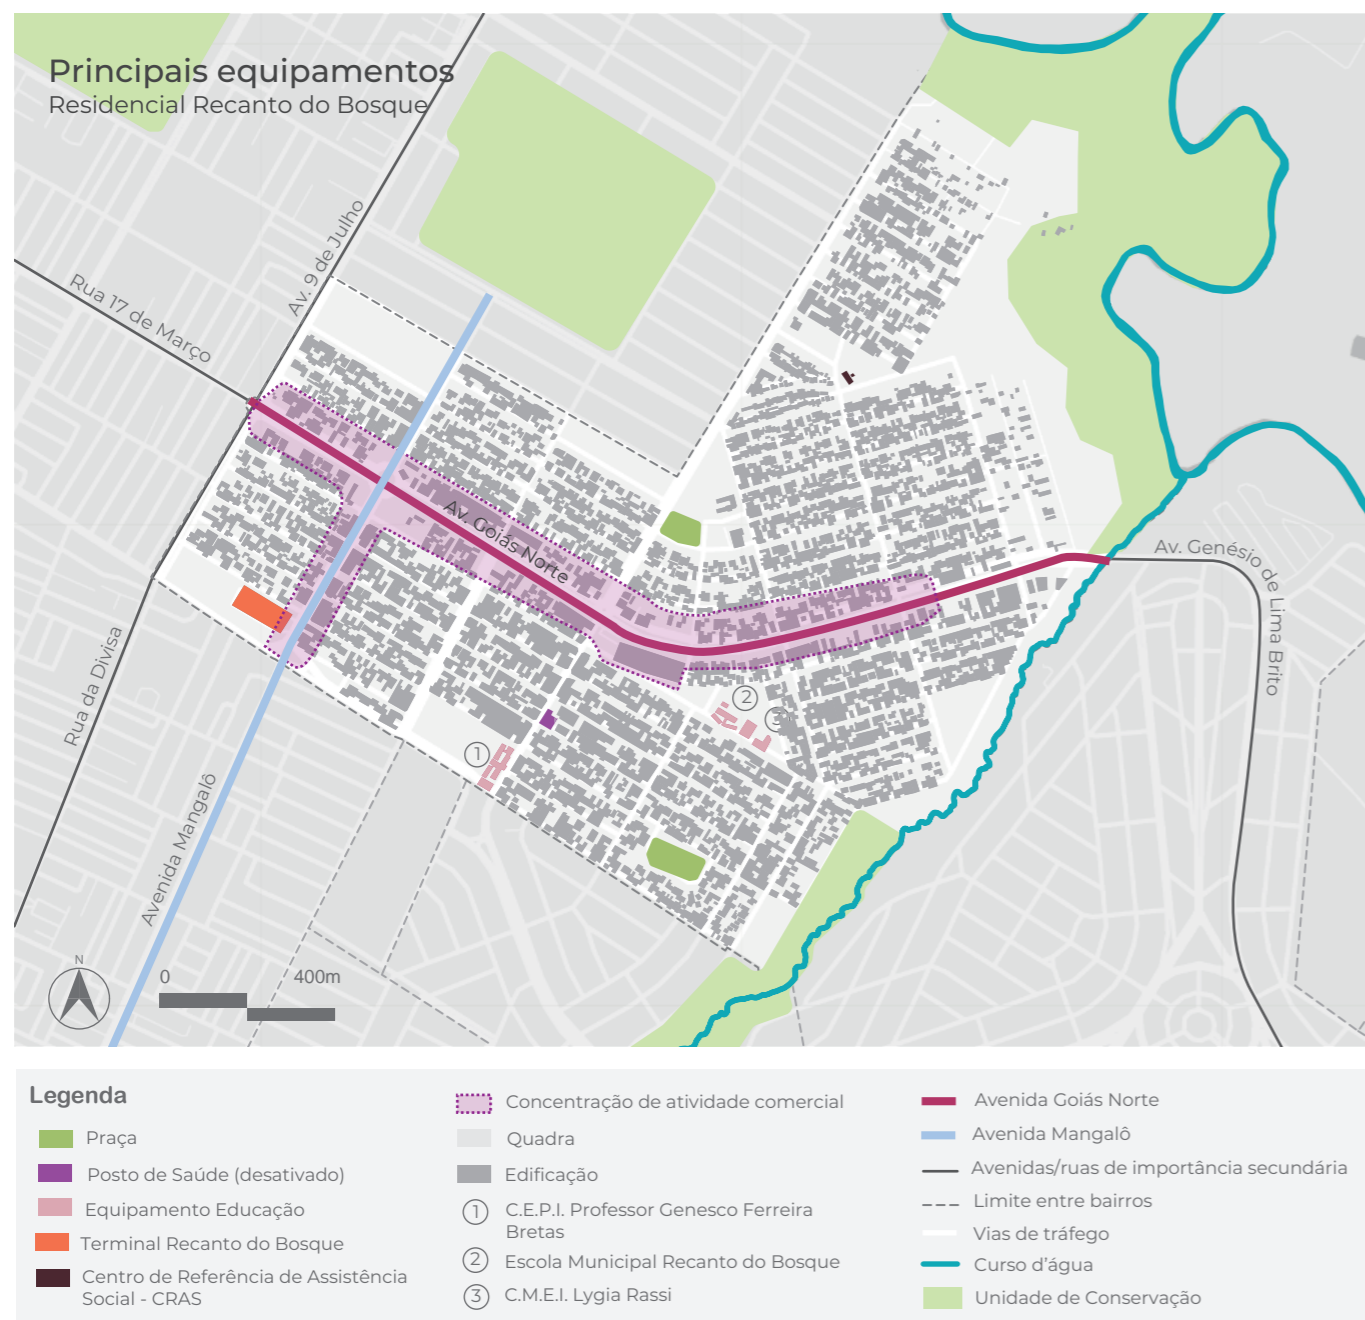 Principais equipamentos
Residencial Recanto do Bosque
Av. 9 de Julho
Rua 17 de Março
Av. Goiás Norte
Av. Genésio de Lima Brito
Rua da Divisa
Avenida Mangalô
2
3
1
N
0 400m
Legenda
Praça
Posto de Saúde (desativado)
Equipamento Educação
Terminal Recanto do Bosque
Centro de Referência de Assistência
Social - CRAS
Concentração de atividade comercial
Quadra
Edificação
1 C.E.P.I. Professor Genesco Ferreira
Bretas
2 Escola Municipal Recanto do Bosque
3 C.M.E.I. Lygia Rassi
Avenida Goiás Norte
Avenida Mangalô
Avenidas/ruas de importância secundária
Limite entre bairros
Vias de tráfego
Curso d'água
Unidade de Conservação